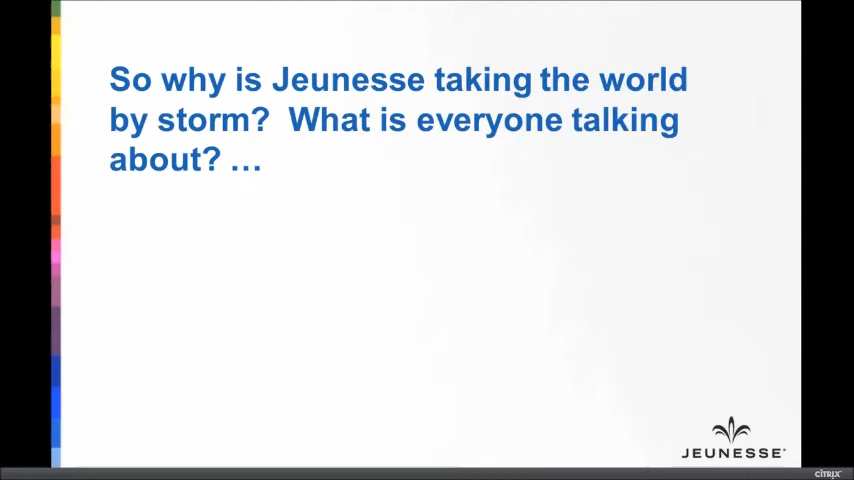 So why is Jeunesse taking the world
by storm?  What is everyone talking
about? …
JEUNESSE®
CITRIX